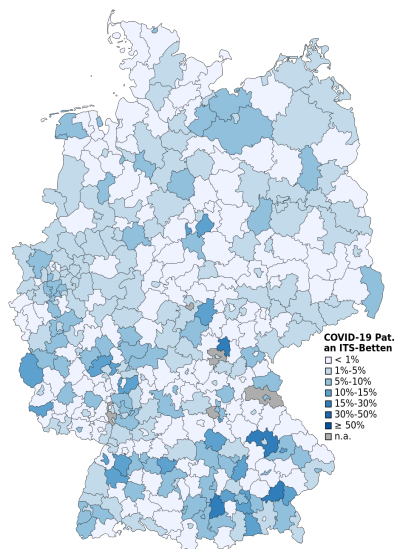 COVID-19 Pat.
an ITS-Betten
< 1%
1%-5%
5%-10%
10%-15%
15%-30%
30%-50%
≥ 50%
n.a.